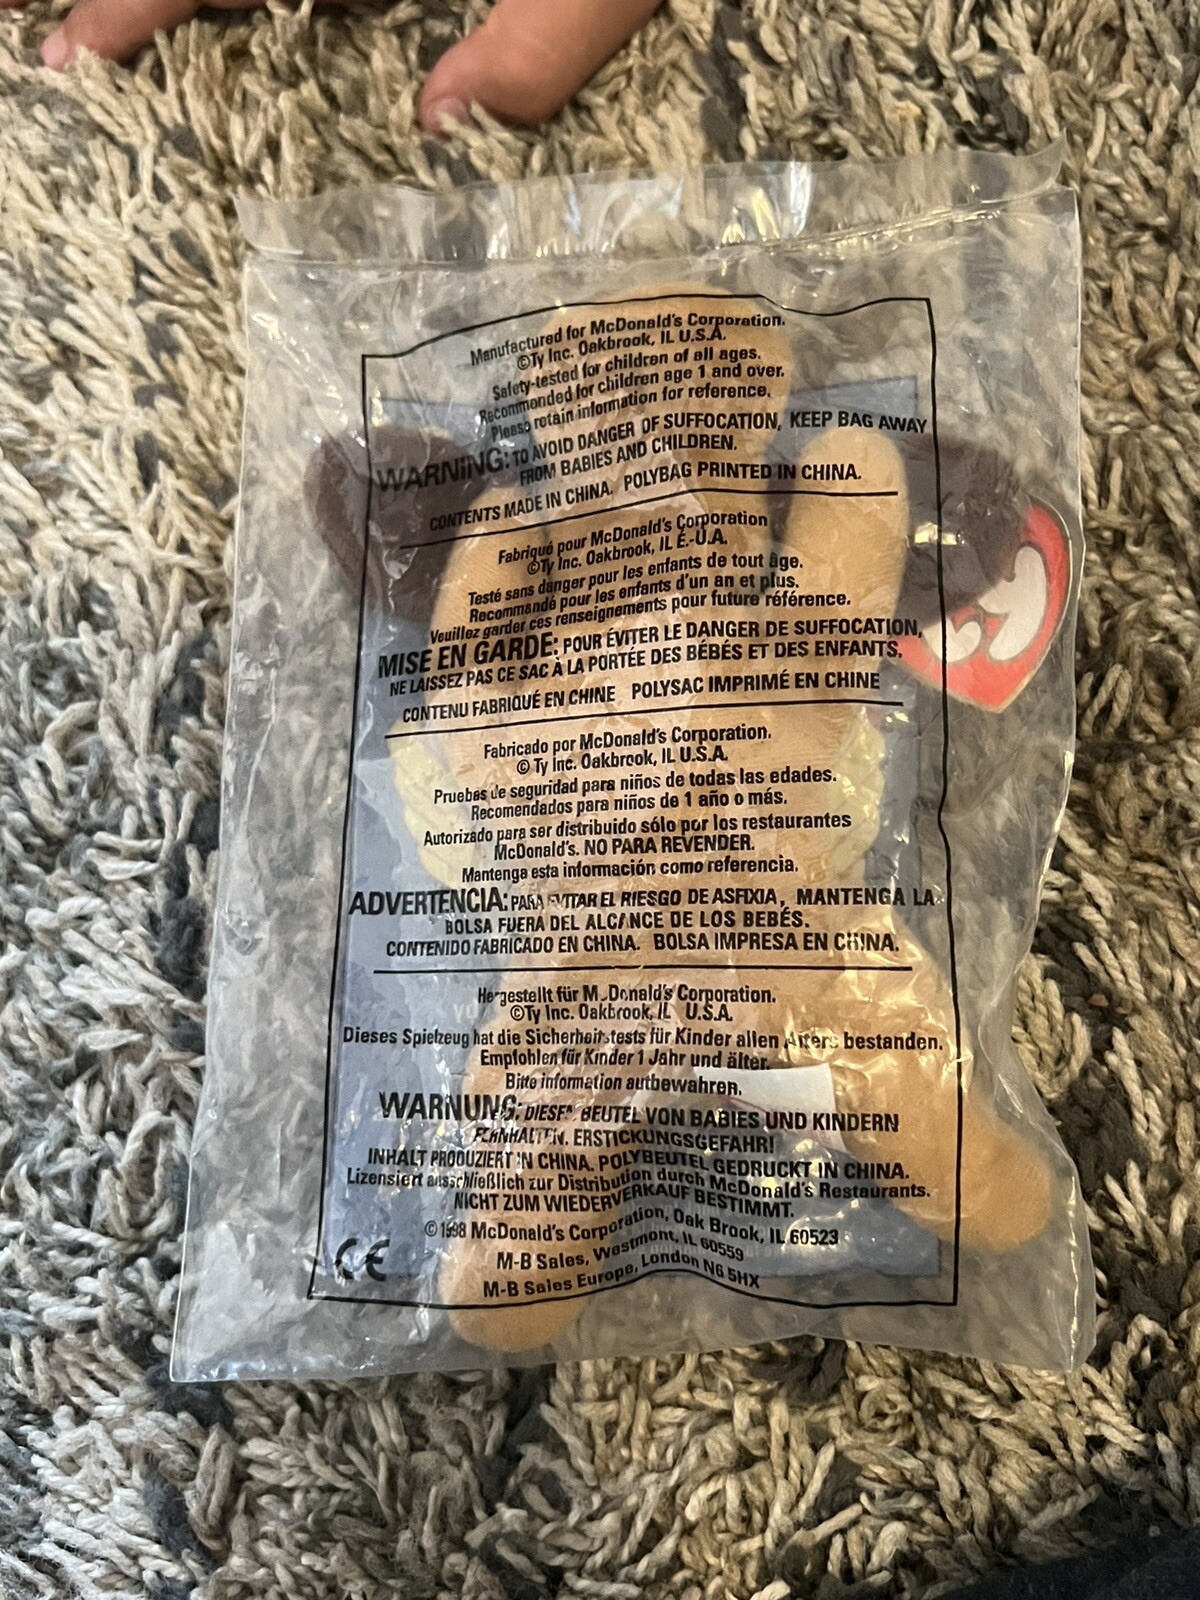 Manufactured for McDonald's Corporation.
©Ty Inc. Oakbrook, IL U.S.A.
Safety-tested for children of all ages.
Recommended for children age 1 and over.
Please retain information for reference.
WARNING: TO AVOID DANGER OF SUFFOCATION, KEEP BAG AWAY
FROM BABIES AND CHILDREN.
CONTENTS MADE IN CHINA. POLYBAG PRINTED IN CHINA.
Fabriqué pour McDonald's Corporation
©Ty Inc. Oakbrook, IL É.-U.A.
Testé sans danger pour les enfants de tout âge.
Recommandé pour les enfants d'un an et plus.
Veuillez garder ces renseignements pour future référence.
MISE EN GARDE: POUR ÉVITER LE DANGER DE SUFFOCATION,
NE LAISSEZ PAS CE SAC À LA PORTÉE DES BÉBÉS ET DES ENFANTS.
CONTENU FABRIQUÉ EN CHINE POLYSAC IMPRIMÉ EN CHINE
Fabricado por McDonald's Corporation.
© Ty Inc. Oakbrook, IL U.S.A.
Pruebas de seguridad para niños de todas las edades.
Recomendados para niños de 1 año o más.
Autorizado para ser distribuido sólo por los restaurantes
McDonald's. NO PARA REVENDER.
Mantenga esta información como referencia.
ADVERTENCIA: PARA EVITAR EL RIESGO DE ASFIXIA, MANTENGA LA
BOLSA FUERA DEL ALCANCE DE LOS BEBÉS.
CONTENIDO FABRICADO EN CHINA. BOLSA IMPRESA EN CHINA.
Hergestellt für McDonald's Corporation.
©Ty Inc. Oakbrook, IL U.S.A.
Dieses Spielzeug hat die Sicherheitstests für Kinder allen Alters bestanden.
Empfohlen für Kinder 1 Jahr und älter.
Bitte information autbewahren.
WARNUNG: DIESEN BEUTEL VON BABIES UND KINDERN
FERNHALTEN. ERSTICKUNGSGEFAHR!
INHALT PRODUZIERT IN CHINA. POLYBEUTEL GEDRUCKT IN CHINA.
Lizensiert ausschließlich zur Distribution durch McDonald's Restaurants.
NICHT ZUM WIEDERVERKAUF BESTIMMT.
© 1998 McDonald's Corporation, Oak Brook, IL 60523
M-B Sales, Westmont, IL 60559
M-B Sales Europe, London N6 5HX
CE